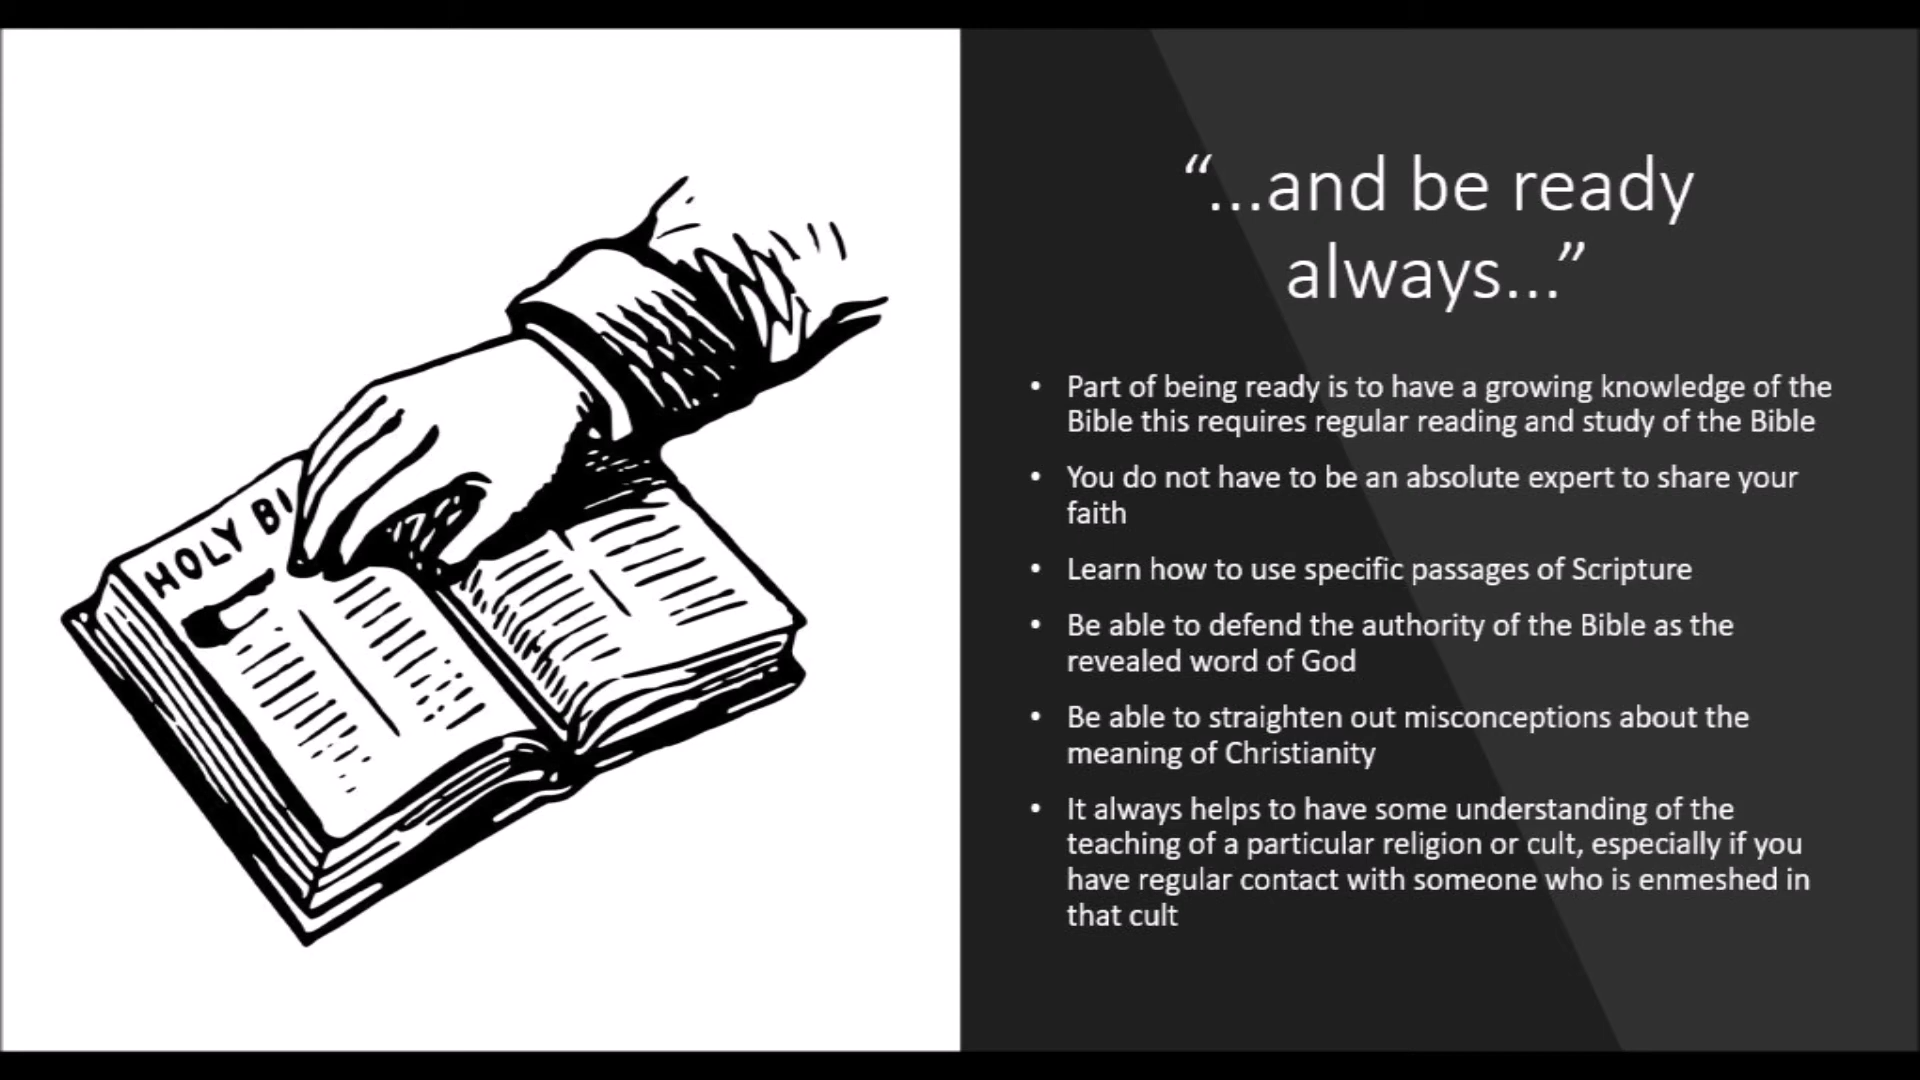 HOLY BI
“...and be ready
always...”
• Part of being ready is to have a growing knowledge of the
Bible this requires regular reading and study of the Bible
• You do not have to be an absolute expert to share your
faith
• Learn how to use specific passages of Scripture
• Be able to defend the authority of the Bible as the
revealed word of God
• Be able to straighten out misconceptions about the
meaning of Christianity
• It always helps to have some understanding of the
teaching of a particular religion or cult, especially if you
have regular contact with someone who is enmeshed in
that cult